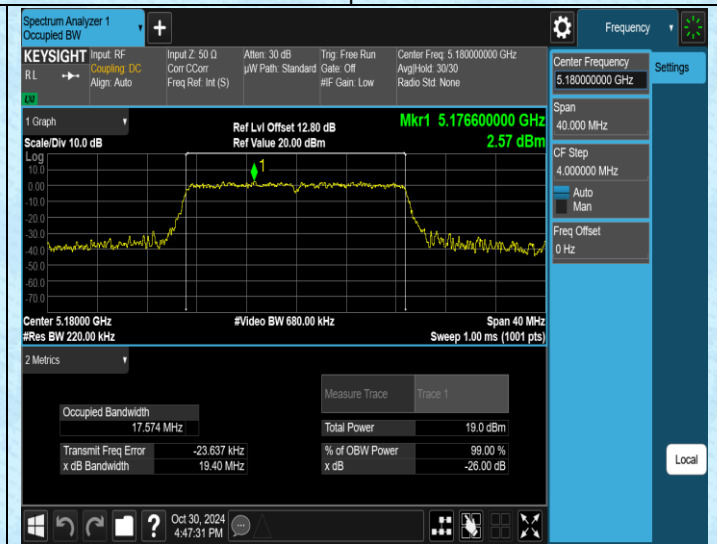 Spectrum Analyzer 1
Occupied BW
Frequency
KEYSIGHT
RL
LNI
Input: RF
Coupling: DC
Align: Auto
Input Z: 50 Ω
Corr CCorr
Freq Ref: Int (S)
Atten: 30 dB
µW Path: Standard
Trig: Free Run
Gate: Off
#IF Gain: Low
Center Freq: 5.180000000 GHz
Avg|Hold: 30/30
Radio Std: None
Center Frequency
5.180000000 GHz
Settings
Span
40.000 MHz
CF Step
4.000000 MHz
Auto
Man
Freq Offset
0 Hz
Local
1 Graph
Scale/Div 10.0 dB
Ref Lvl Offset 12.80 dB
Ref Value 20.00 dBm
Mkr1 5.176600000 GHz
2.57 dBm
Log
10.0
0.00
-10.0
-20.0
-30.0
-40.0
-50.0
-60.0
-70.0
1
Center 5.18000 GHz
#Res BW 220.00 kHz
#Video BW 680.00 kHz
Span 40 MHz
Sweep 1.00 ms (1001 pts)
2 Metrics
Measure Trace Trace 1
Occupied Bandwidth
17.574 MHz
Total Power 19.0 dBm
Transmit Freq Error -23.637 kHz
% of OBW Power 99.00 %
x dB Bandwidth 19.40 MHz
x dB -26.00 dB
Oct 30, 2024
4:47:31 PM